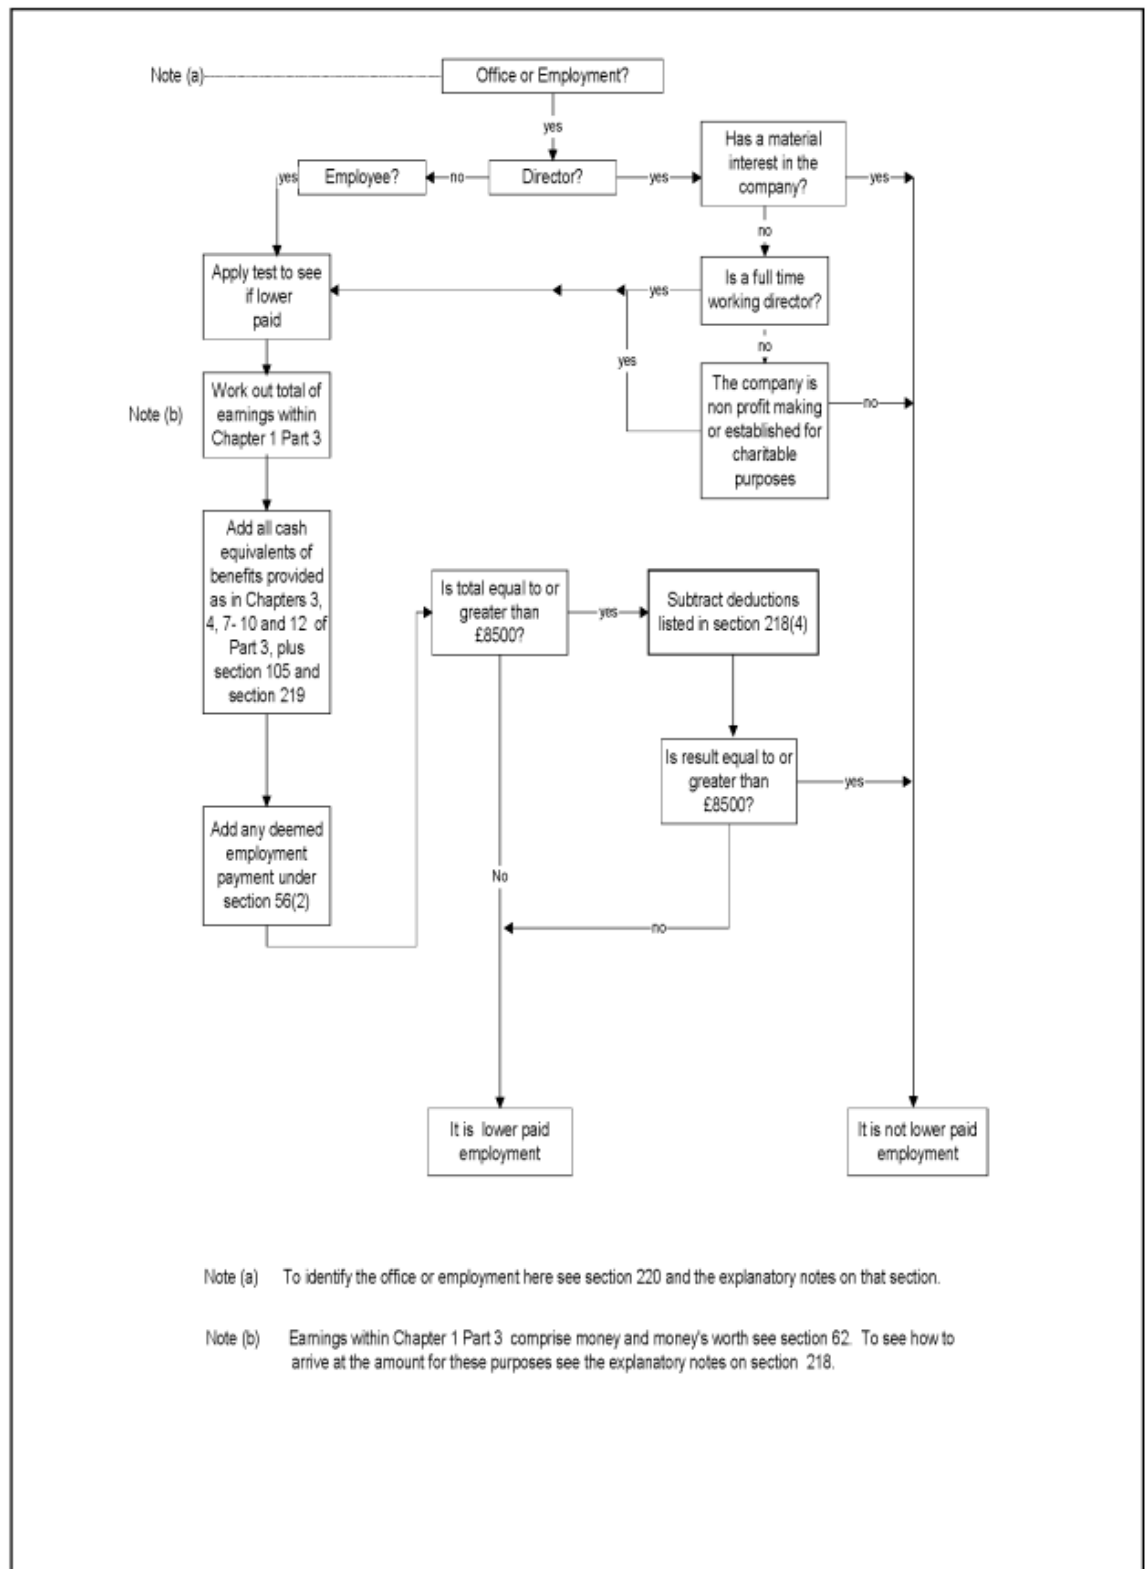 Note (a)
Office or Employment?
yes
Has a material
interest in the
company?
yes
Employee?
no
Director?
yes
yes
no
Apply test to see
if lower
paid
Is a full time
working director?
yes
no
yes
Note (b)
Work out total of
earnings within
Chapter 1 Part 3
The company is
non profit making
or established for
charitable
purposes
no
Add all cash
equivalents of
benefits provided
as in Chapters 3,
4, 7- 10 and 12 of
Part 3, plus
section 105 and
section 219
Is total equal to or
greater than
£8500?
yes
Subtract deductions
listed in section 218(4)
Is result equal to or
greater than
£8500?
yes
Add any deemed
employment
payment under
section 56(2)
No
no
It is lower paid
employment
It is not lower paid
employment
Note (a) To identify the office or employment here see section 220 and the explanatory notes on that section.
Note (b) Earnings within Chapter 1 Part 3 comprise money and money's worth see section 62. To see how to
arrive at the amount for these purposes see the explanatory notes on section 218.